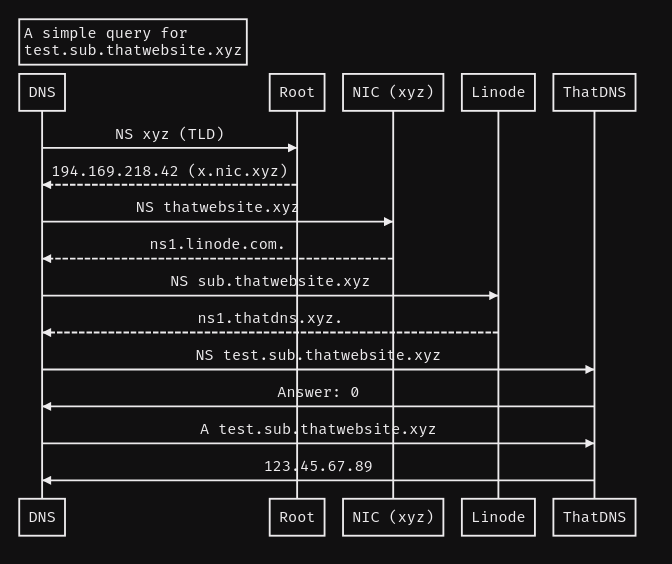 A simple query for
test.sub.thatwebsite.xyz
DNS Root NIC (xyz) Linode ThatDNS
NS xyz (TLD)
194.169.218.42 (x.nic.xyz)
NS thatwebsite.xyz
ns1.linode.com.
NS sub.thatwebsite.xyz
ns1.thatdns.xyz.
NS test.sub.thatwebsite.xyz
Answer: 0
A test.sub.thatwebsite.xyz
123.45.67.89
DNS Root NIC (xyz) Linode ThatDNS